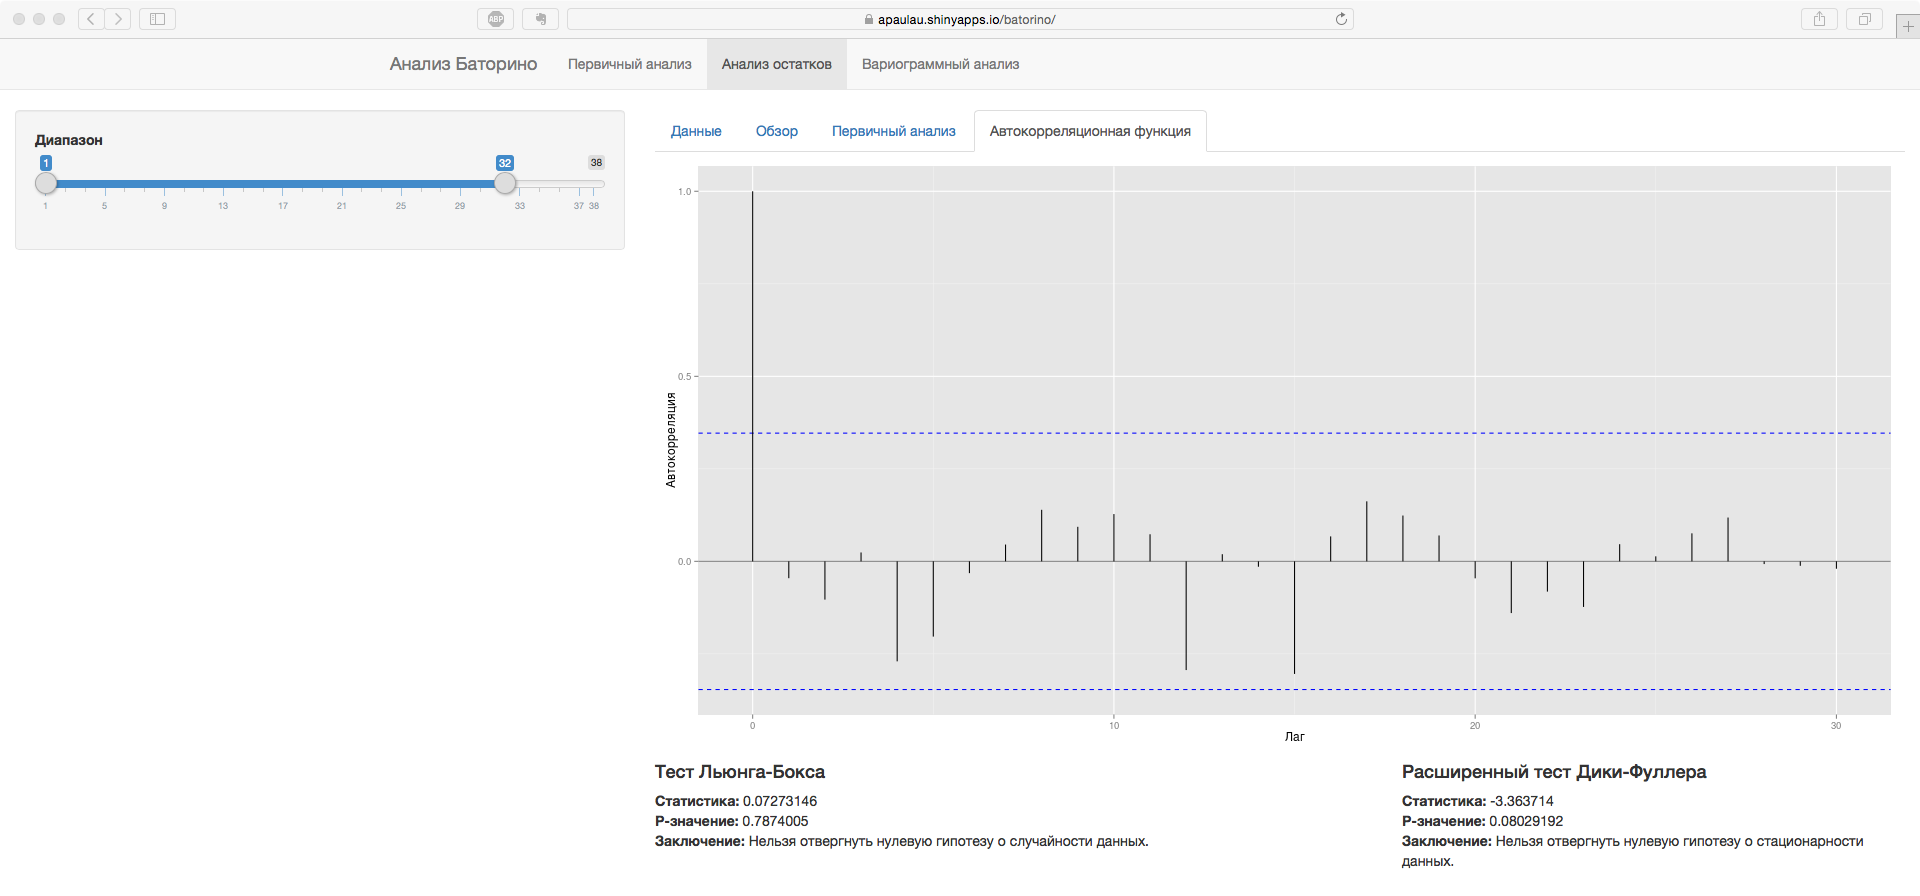 ABP
apaulau.shinyapps.io/batorino/
Анализ Баторино Первичный анализ Анализ остатков Вариограммный анализ
Диапазон
1 32 38
1 5 9 13 17 21 25 29 33 37 38
Данные Обзор Первичный анализ Автокорреляционная функция
1.0
0.5
0.0
Автокорреляция
0 10 20 30
Лаг
Тест Льюнга-Бокса
Статистика: 0.07273146
P-значение: 0.7874005
Заключение: Нельзя отвергнуть нулевую гипотезу о случайности данных.
Расширенный тест Дики-Фуллера
Статистика: -3.363714
P-значение: 0.08029192
Заключение: Нельзя отвергнуть нулевую гипотезу о стационарности
данных.